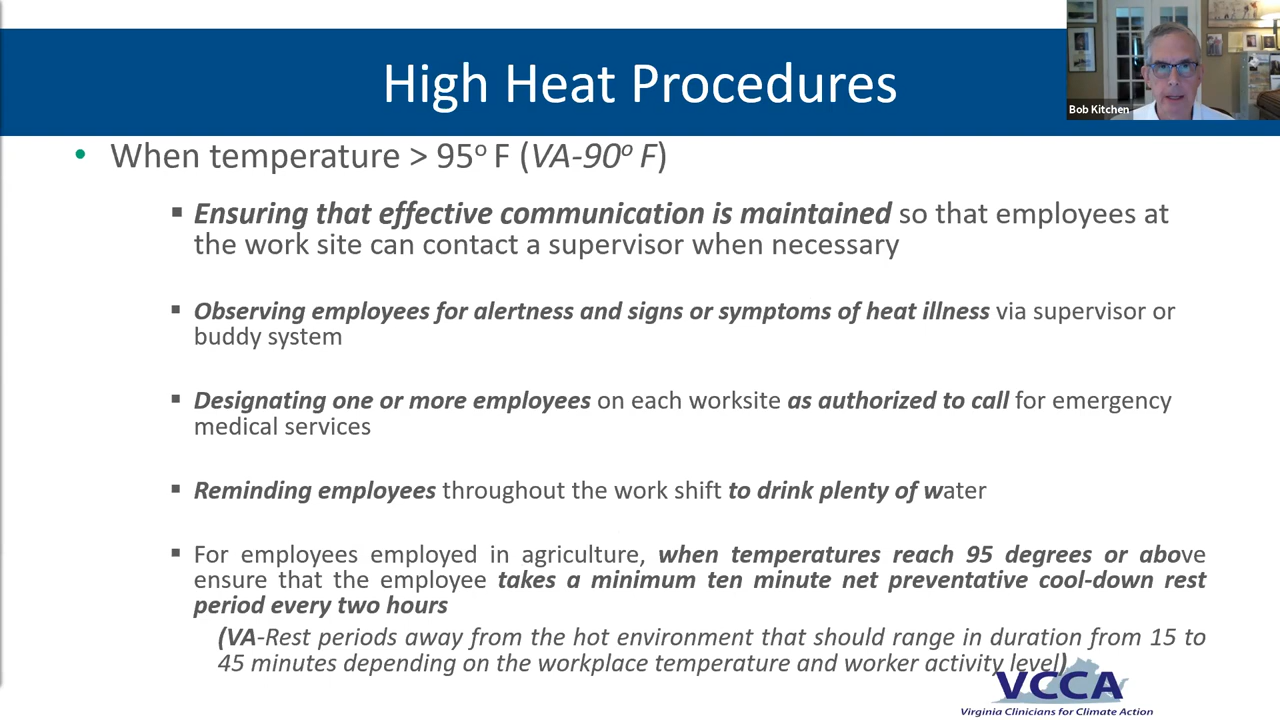 High Heat Procedures
Bob Kitchen
• When temperature > 95º F (VA-90º F)
▪ Ensuring that effective communication is maintained so that employees at
the work site can contact a supervisor when necessary
▪ Observing employees for alertness and signs or symptoms of heat illness via supervisor or
buddy system
▪ Designating one or more employees on each worksite as authorized to call for emergency
medical services
▪ Reminding employees throughout the work shift to drink plenty of water
▪ For employees employed in agriculture, when temperatures reach 95 degrees or above
ensure that the employee takes a minimum ten minute net preventative cool-down rest
period every two hours
(VA-Rest periods away from the hot environment that should range in duration from 15 to
45 minutes depending on the workplace temperature and worker activity level)
VCCA
Virginia Clinicians for Climate Action